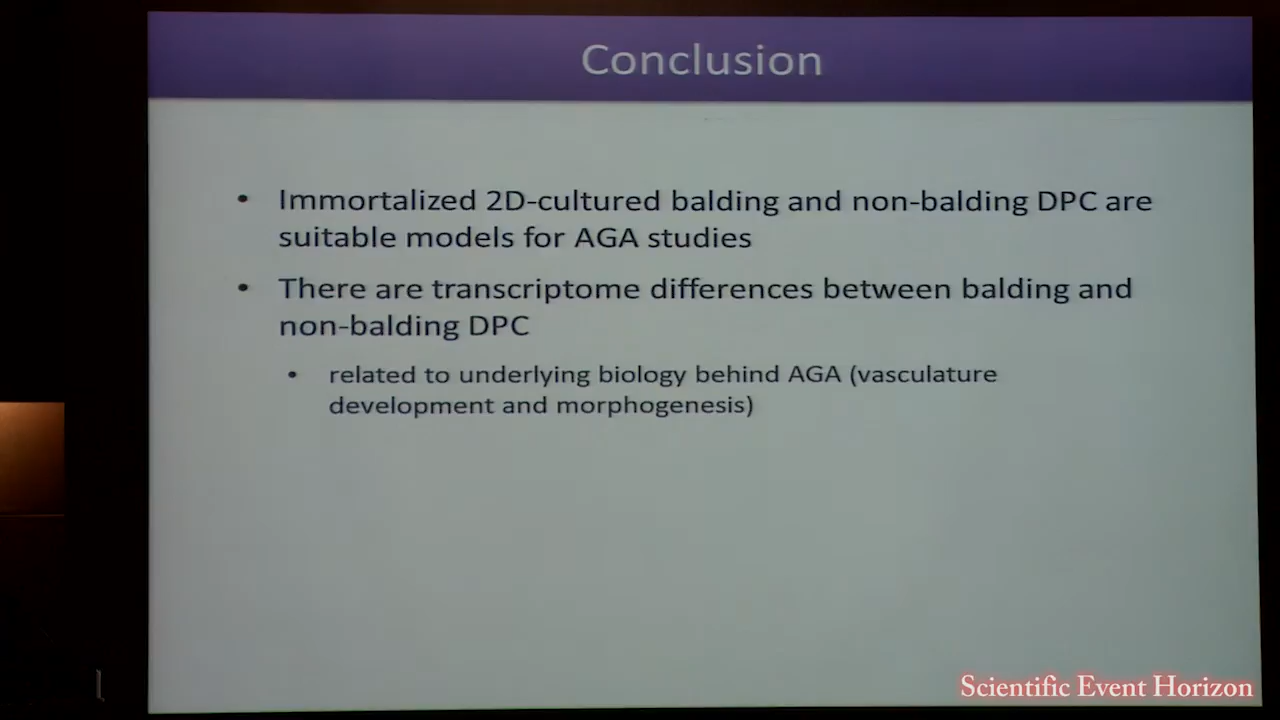 Conclusion
• Immortalized 2D-cultured balding and non-balding DPC are
suitable models for AGA studies
• There are transcriptome differences between balding and
non-balding DPC
• related to underlying biology behind AGA (vasculature
development and morphogenesis)
Scientific Event Horizon